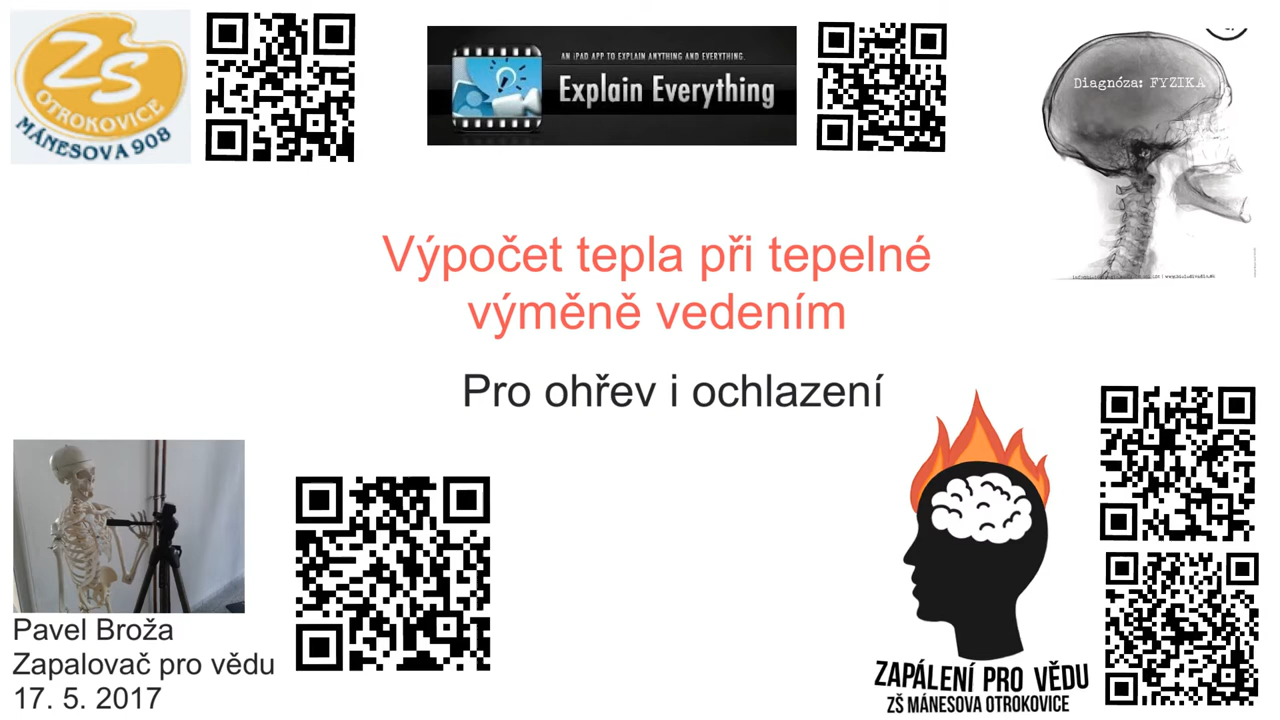 ZŠ
OTROKOVICE
MÁNESOVA 908
AN iPAD APP TO EXPLAIN ANYTHING AND EVERYTHING.
Explain Everything
Diagnóza: FYZIKA
Výpočet tepla při tepelné
výměně vedením
Pro ohřev i ochlazení
Pavel Broža
Zapalovač pro vědu
17. 5. 2017
ZAPÁLENÍ PRO VĚDU
ZŠ MÁNESOVA OTROKOVICE